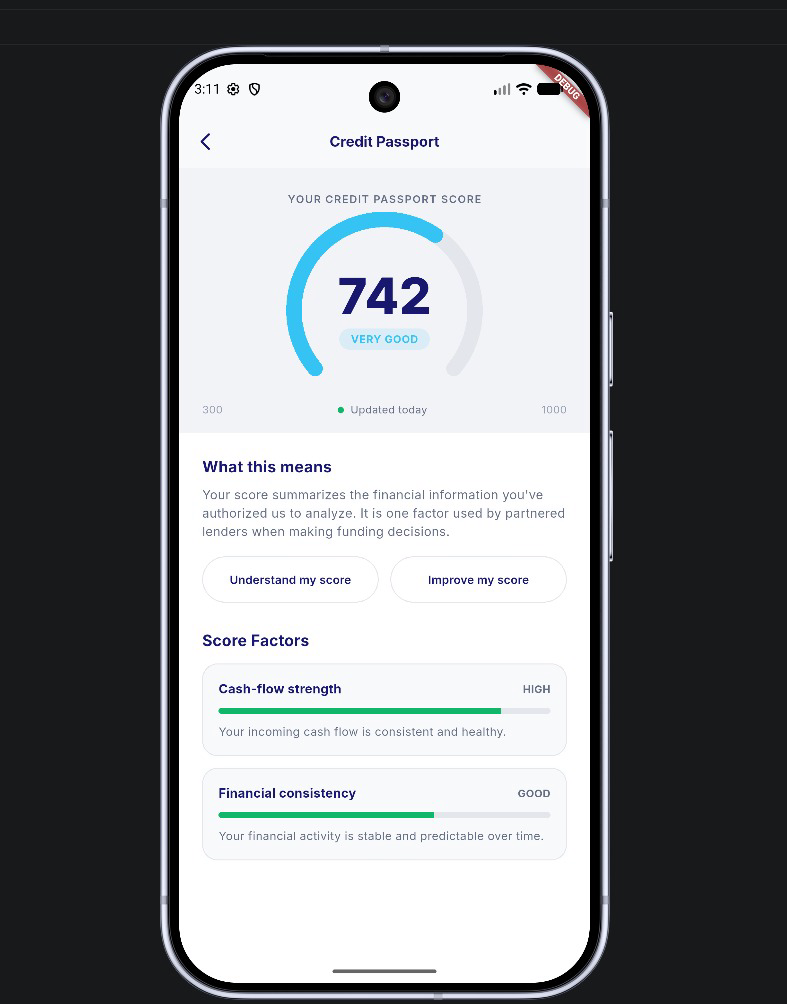 3:11
DEBUG
Credit Passport
YOUR CREDIT PASSPORT SCORE
742
VERY GOOD
300
Updated today
1000
What this means
Your score summarizes the financial information you've
authorized us to analyze. It is one factor used by partnered
lenders when making funding decisions.
Understand my score
Improve my score
Score Factors
Cash-flow strength
HIGH
Your incoming cash flow is consistent and healthy.
Financial consistency
GOOD
Your financial activity is stable and predictable over time.